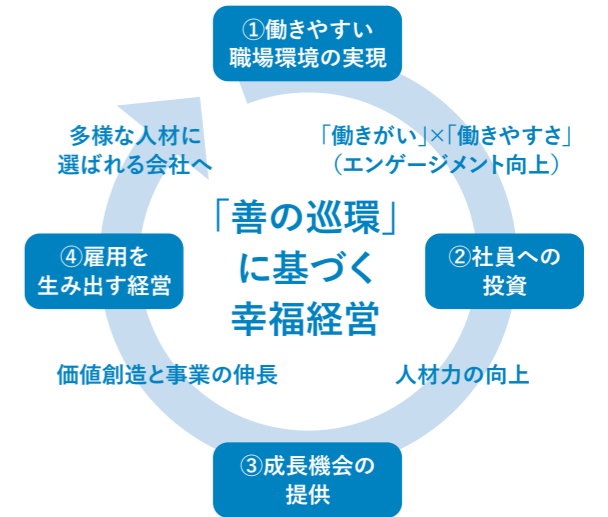 ①働きやすい
職場環境の実現
「働きがい」×「働きやすさ」
（エンゲージメント向上）
②社員への
投資
人材力の向上
③成長機会の
提供
価値創造と事業の伸長
④雇用を
生み出す経営
多様な人材に
選ばれる会社へ
「善の巡環」
に基づく
幸福経営